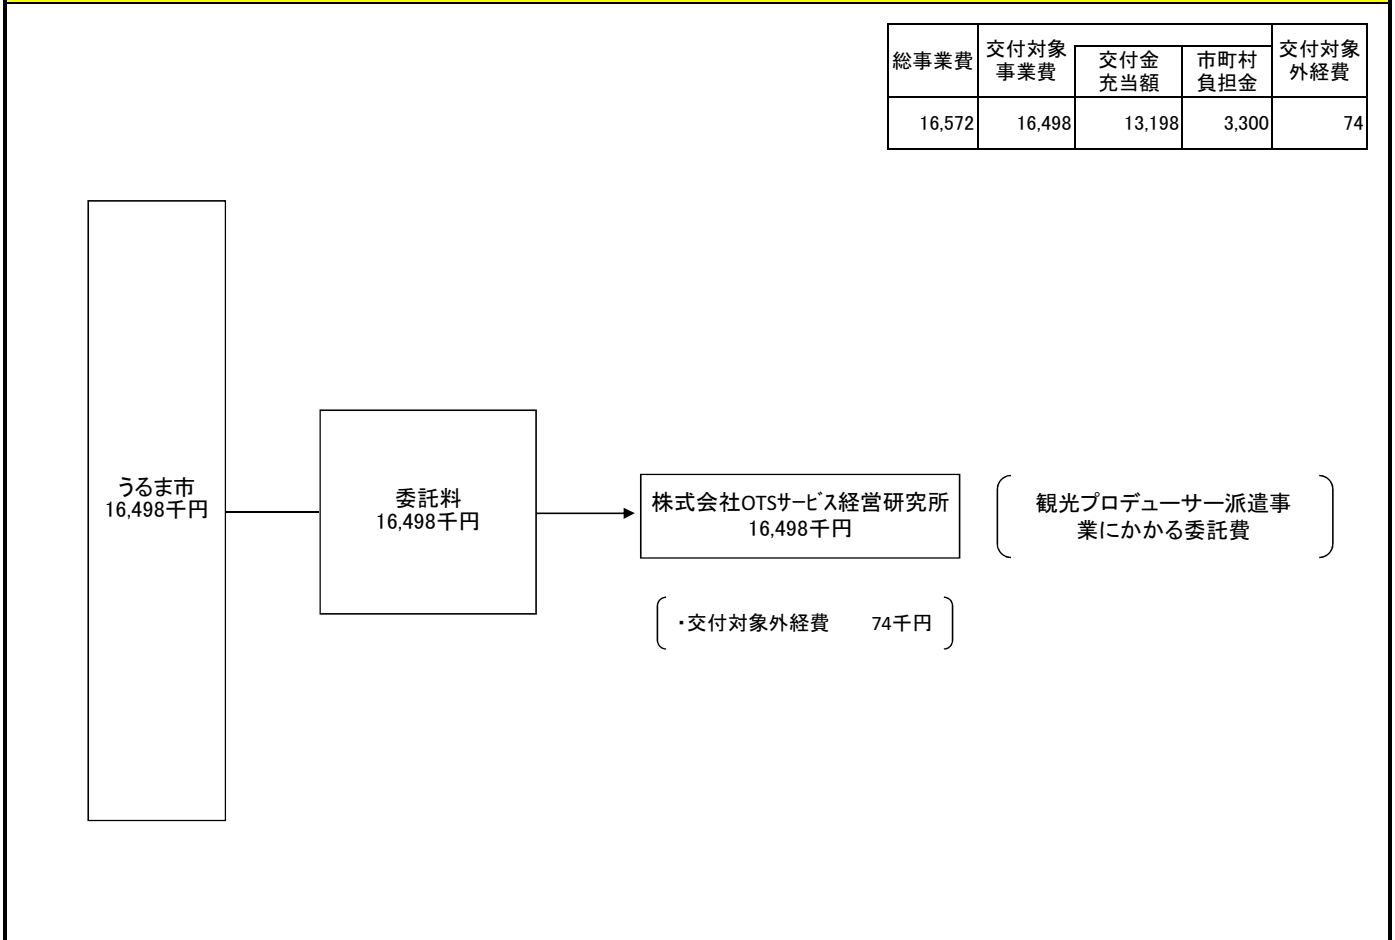 総事業費
交付対象
事業費
交付金
充当額
市町村
負担金
交付対象
外経費
16,572 16,498 13,198 3,300 74
うるま市
16,498千円
委託料
16,498千円
株式会社OTSｻｰﾋﾞｽ経営研究所
16,498千円
観光プロデューサー派遣事
業にかかる委託費
・交付対象外経費　　74千円